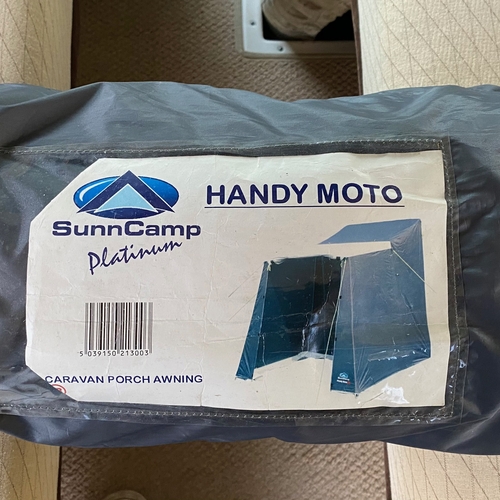 HANDY MOTO
SunnCamp
Platinum
5 039150 213003
CARAVAN PORCH AWNING